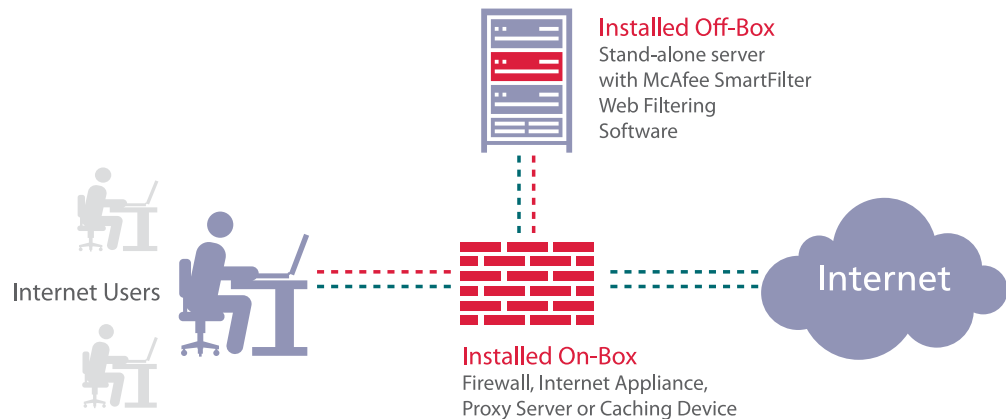 Installed Off-Box
Stand-alone server
with McAfee SmartFilter
Web Filtering
Software
Internet Users
Internet
Installed On-Box
Firewall, Internet Appliance,
Proxy Server or Caching Device